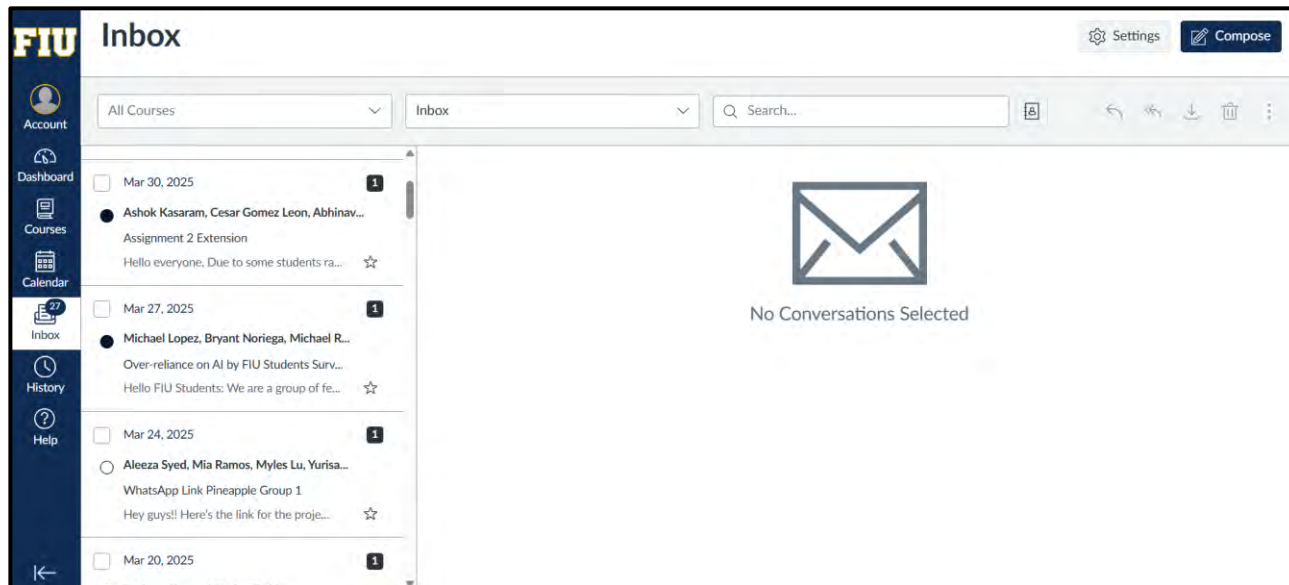 FIU
Inbox
Settings
Compose
Account
Dashboard
Courses
Calendar
27
Inbox
History
Help
All Courses
Inbox
Search...
Mar 30, 2025
1
Ashok Kasaram, Cesar Gomez Leon, Abhinav...
Assignment 2 Extension
Hello everyone, Due to some students ra...
Mar 27, 2025
1
Michael Lopez, Bryant Noriega, Michael R...
Over-reliance on AI by FIU Students Surv...
Hello FIU Students: We are a group of fe...
Mar 24, 2025
1
Aleeza Syed, Mia Ramos, Myles Lu, Yurisa...
WhatsApp Link Pineapple Group 1
Hey guys!! Here's the link for the proje...
Mar 20, 2025
1
No Conversations Selected